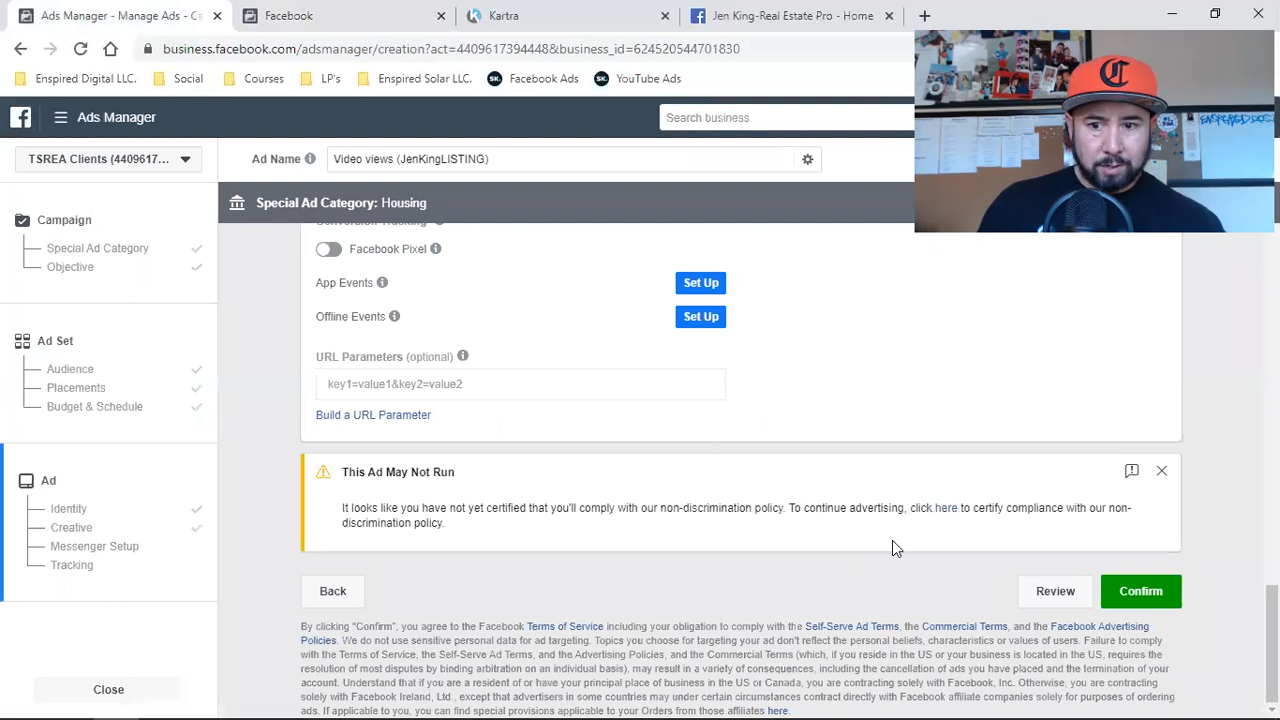 Ads Manager - Manage Ads - C
Facebook
Kartra
Jen King-Real Estate Pro - Home
business.facebook.com/adsmanager/creation?act=4409617394448&business_id=624520544701830
Enspired Digital LLC.
Social
Courses
LP's
Enspired Solar LLC.
SK.
Facebook Ads
SK.
YouTube Ads
Ads Manager
Search business
TSREA Clients (4409617...
Ad Name
Video views (JenKingLISTING)
Special Ad Category: Housing
Campaign
Special Ad Category
Objective
Ad Set
Audience
Placements
Budget & Schedule
Ad
Identity
Creative
Messenger Setup
Tracking
Close
Conversion Tracking
Facebook Pixel
App Events
Set Up
Offline Events
Set Up
URL Parameters (optional)
key1=value1&key2=value2
Build a URL Parameter
This Ad May Not Run
It looks like you have not yet certified that you'll comply with our non-discrimination policy. To continue advertising, click here to certify compliance with our non-
discrimination policy.
Back
Review
Confirm
By clicking "Confirm", you agree to the Facebook Terms of Service including your obligation to comply with the Self-Serve Ad Terms, the Commercial Terms, and the Facebook Advertising
Policies. We do not use sensitive personal data for ad targeting. Topics you choose for targeting your ad don't reflect the personal beliefs, characteristics or values of users. Failure to comply
with the Terms of Service, the Self-Serve Ad Terms, the Advertising Policies, and the Commercial Terms (which, if you reside in the US or your business is located in the US, requires the
resolution of most disputes by binding arbitration on an individual basis). may result in a variety of consequences, including the cancellation of ads you have placed and the termination of your
account. Understand that if you are a resident of or have your principal place of business in the US or Canada, you are contracting solely with Facebook, Inc. Otherwise, you are contracting
solely with Facebook Ireland, Ltd., except that advertisers in some countries may under certain circumstances contract directly with Facebook affiliate companies solely for purposes of ordering
ads. If applicable to you, you can find special provisions applicable to your Orders from those affiliates here.